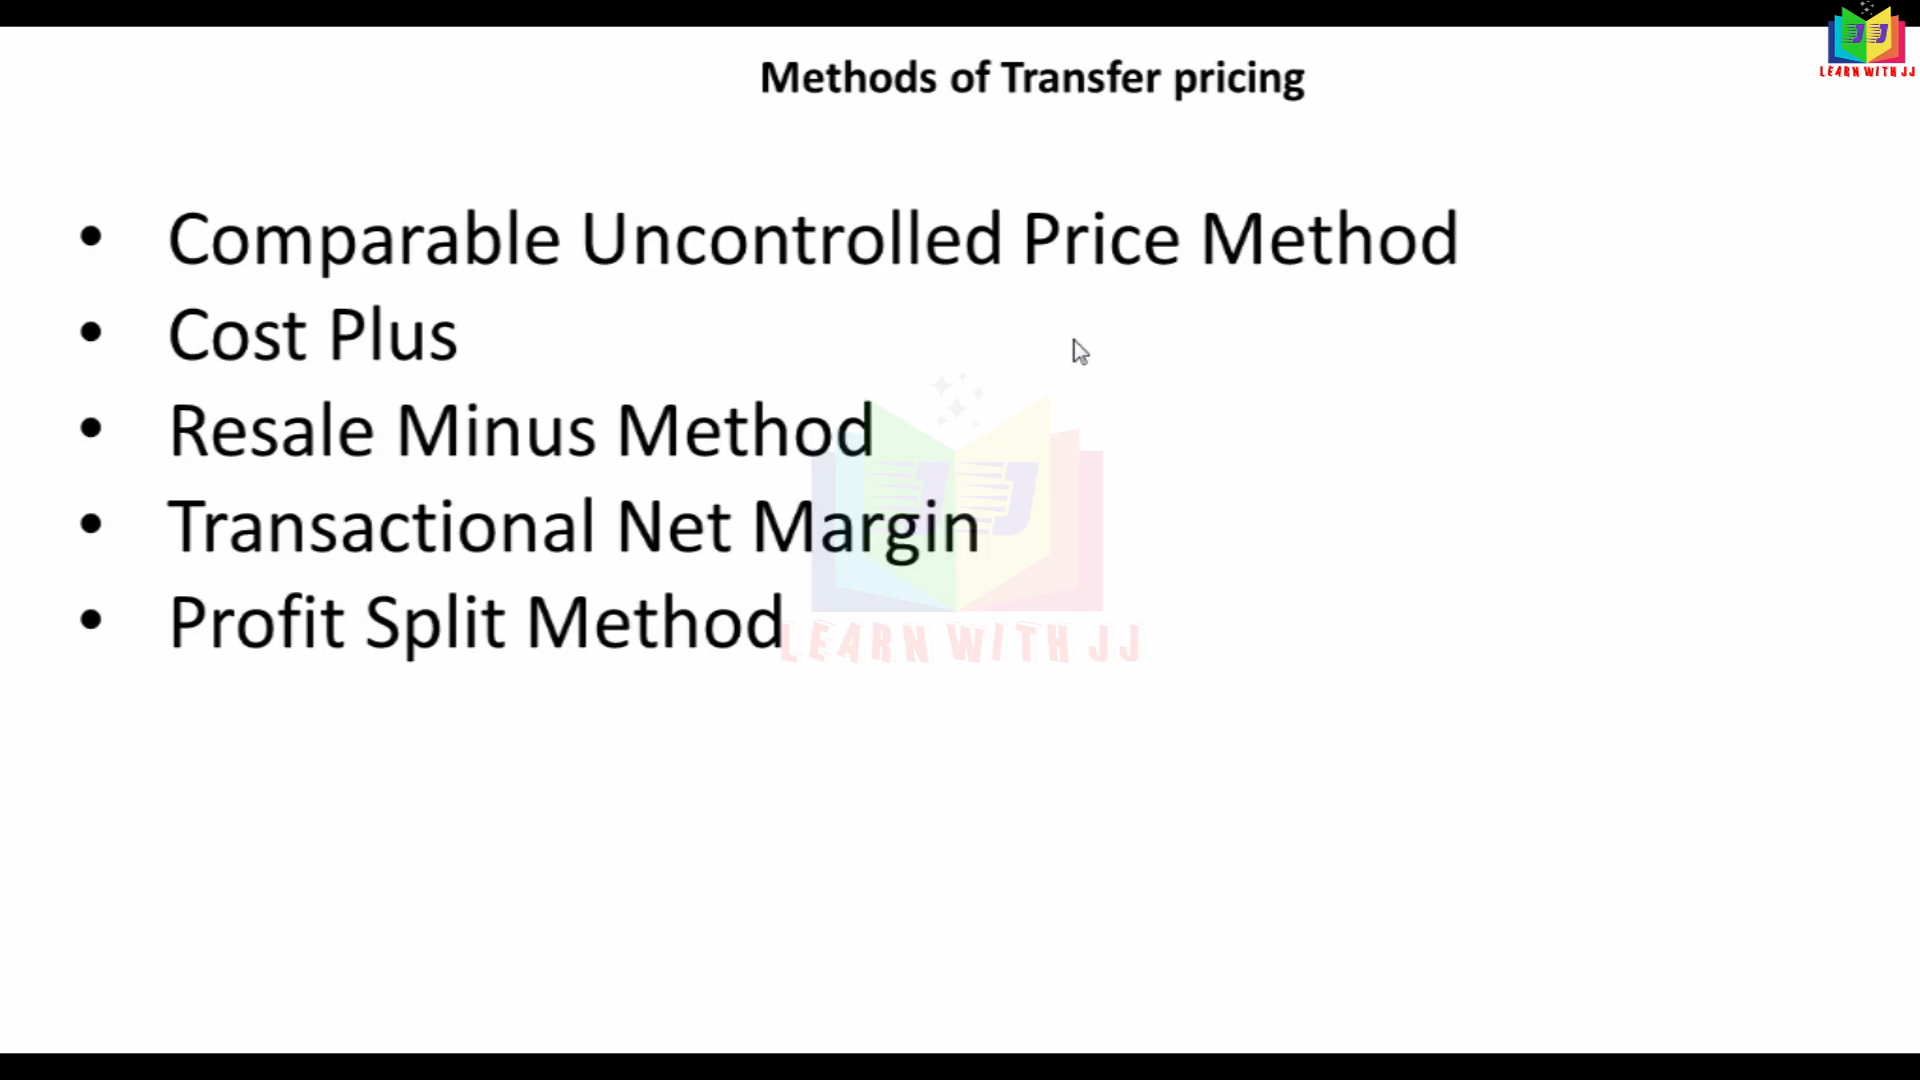 LEARN WITH JJ
Methods of Transfer pricing
• Comparable Uncontrolled Price Method
• Cost Plus
• Resale Minus Method
• Transactional Net Margin
• Profit Split Method
JJ
LEARN WITH JJ